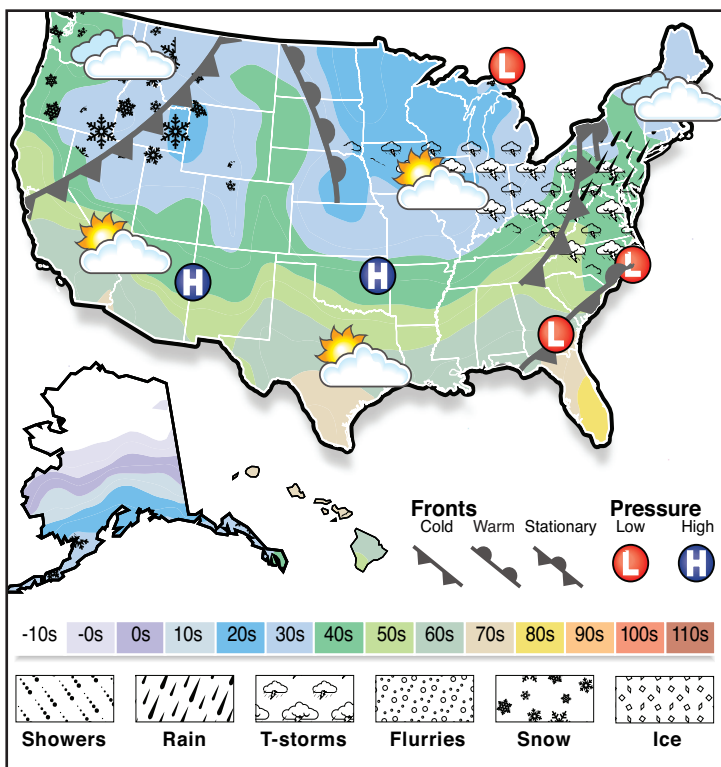 L
H
H
L
L
Fronts
Cold Warm Stationary
Pressure
Low High
L H
-10s -0s 0s 10s 20s 30s 40s 50s 60s 70s 80s 90s 100s 110s
Showers Rain T-storms Flurries Snow Ice